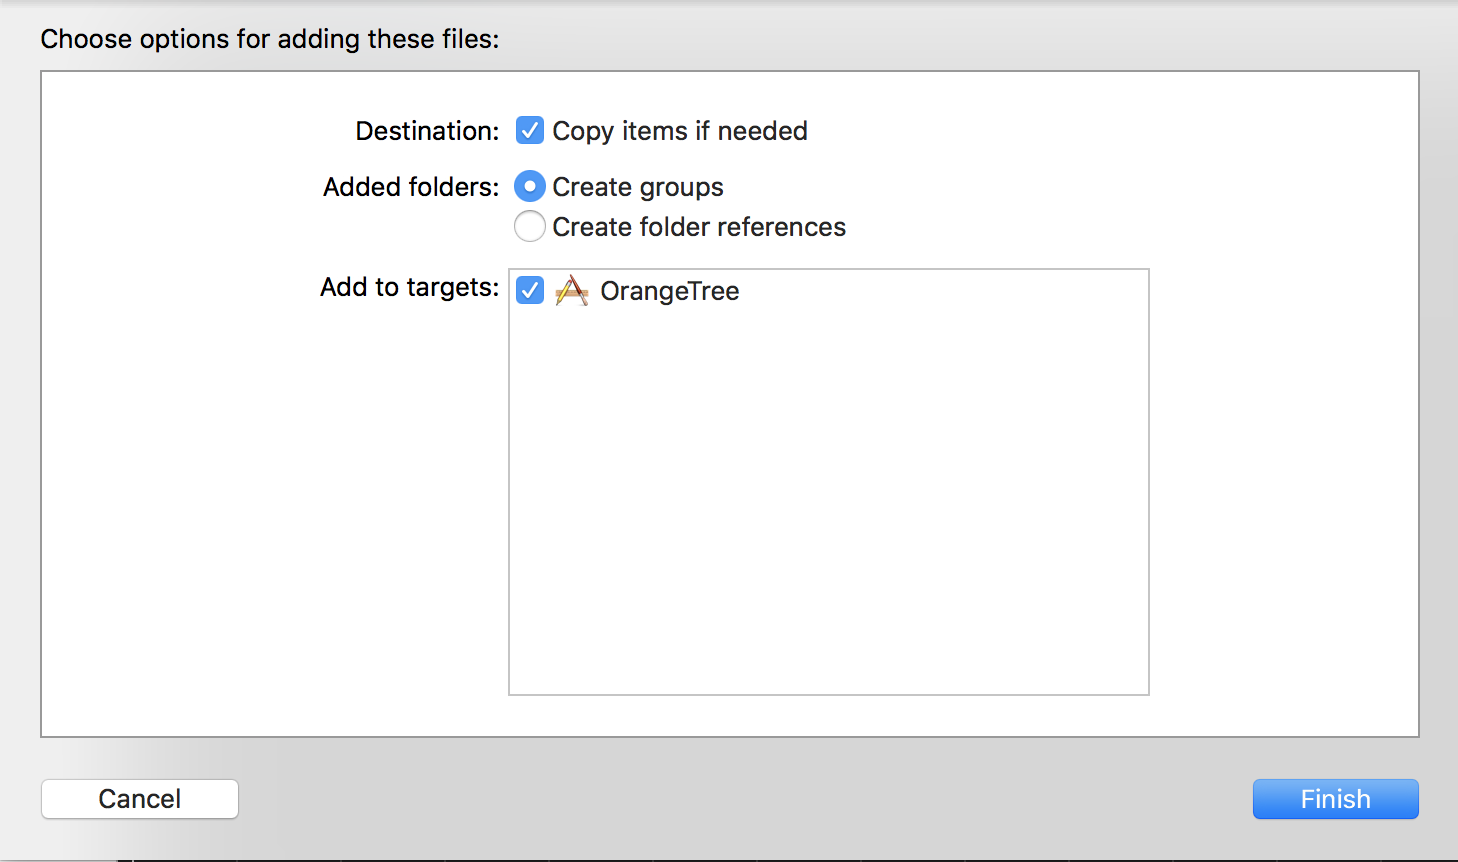 Choose options for adding these files:
Destination: Copy items if needed
Added folders: Create groups
Create folder references
Add to targets: OrangeTree
Cancel Finish